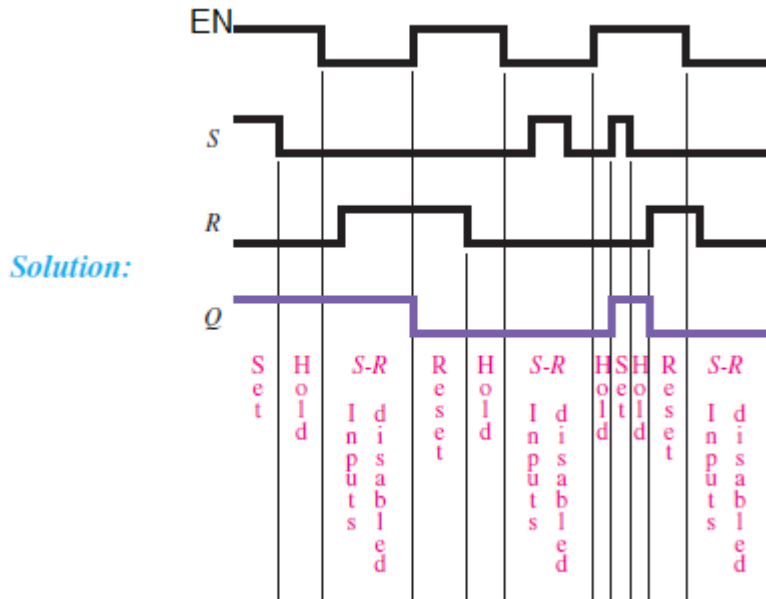 EN
S
R
Solution:
Q
Set
Hold
S-R
Inputs
disabled
Reset
Hold
S-R
Inputs
disabled
Hold
Set
Hold
Reset
S-R
Inputs
disabled